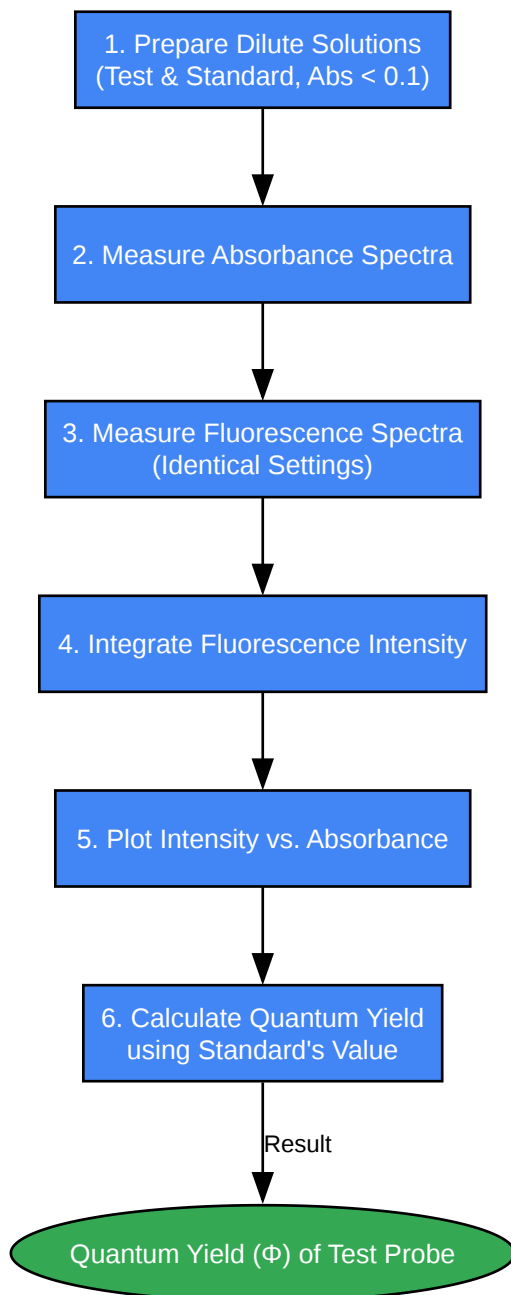 1. Prepare Dilute Solutions
(Test & Standard, Abs < 0.1)
2. Measure Absorbance Spectra
3. Measure Fluorescence Spectra
(Identical Settings)
4. Integrate Fluorescence Intensity
5. Plot Intensity vs. Absorbance
6. Calculate Quantum Yield
using Standard's Value
Result
Quantum Yield (Φ) of Test Probe